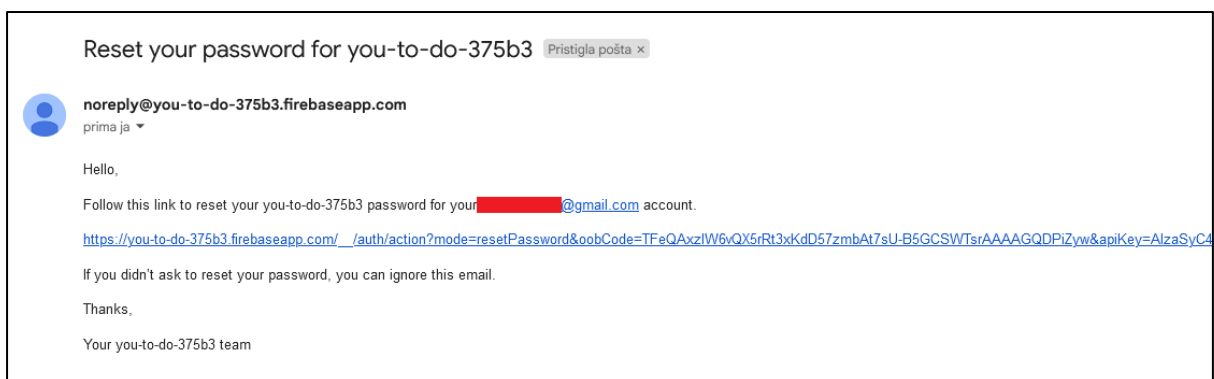 Reset your password for you-to-do-375b3 Pristigla pošta ×
noreply@you-to-do-375b3.firebaseapp.com
prima ja
Hello,
Follow this link to reset your you-to-do-375b3 password for your @gmail.com account.
https://you-to-do-375b3.firebaseapp.com/__/auth/action?mode=resetPassword&oobCode=TFeQAxzIW6vQX5rRt3xKdD57zmbAt7sU-B5GCSWTsrAAAAGQDPiZyw&apiKey=AIzaSyC4
If you didn't ask to reset your password, you can ignore this email.
Thanks,
Your you-to-do-375b3 team